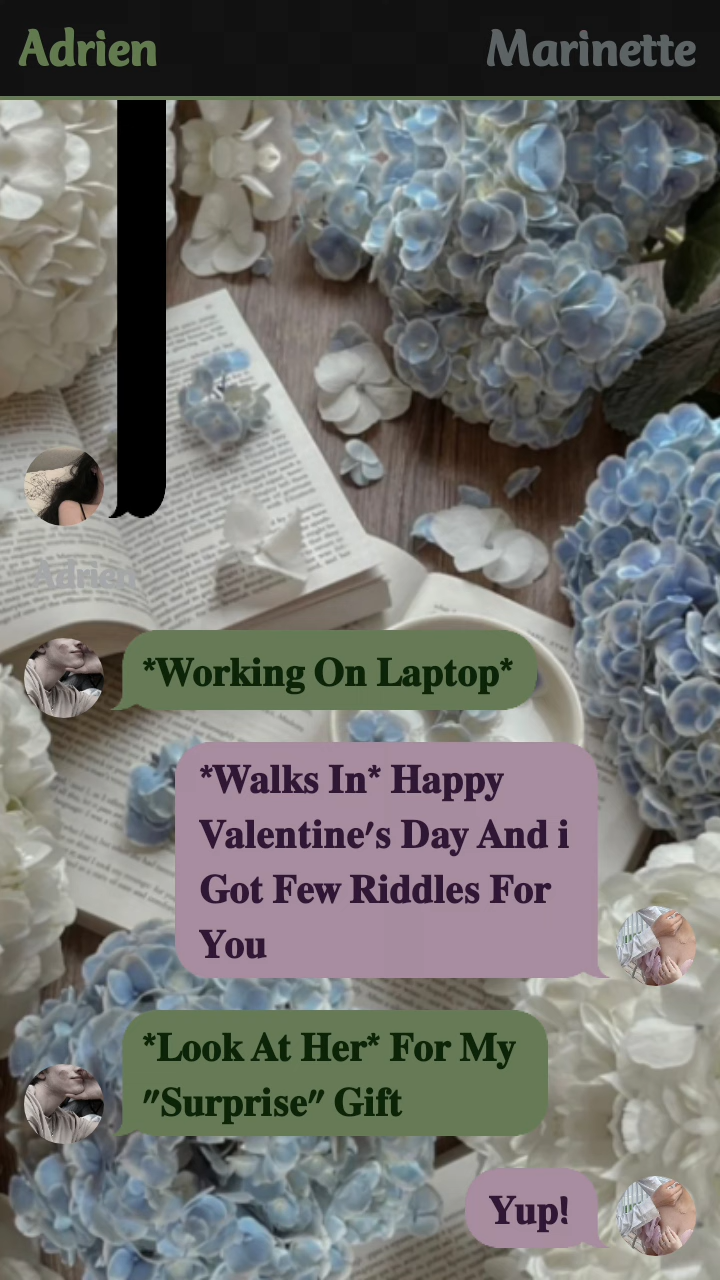 Adrien
Marinette
Adrien
*Working On Laptop*
*Walks In* Happy
Valentine's Day And i
Got Few Riddles For
You
*Look At Her* For My
"Surprise" Gift
Yup!